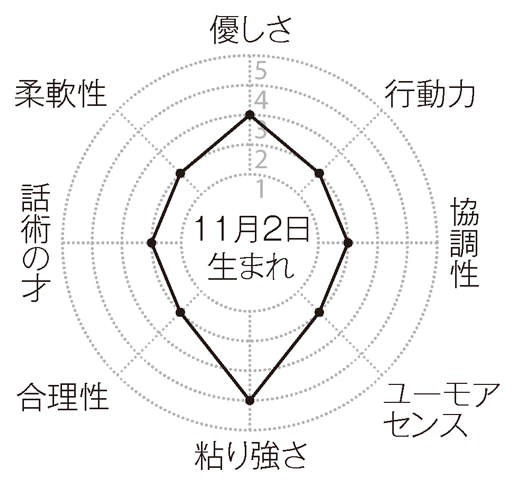 優しさ
行動力
協調性
ユーモア
センス
粘り強さ
合理性
話術の才
柔軟性
5
4
3
2
1
11月2日
生まれ